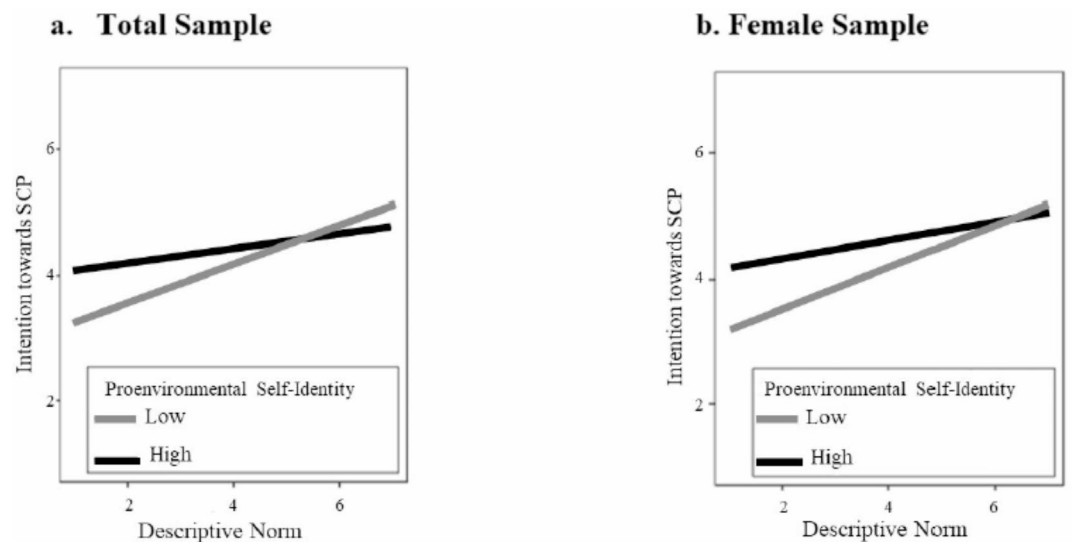 a. Total Sample
Intention towards SCP
6
4
2
Proenvironmental Self-Identity
Low
High
2 4 6
Descriptive Norm
b. Female Sample
Intention towards SCP
6
4
2
Proenvironmental Self-Identity
Low
High
2 4 6
Descriptive Norm